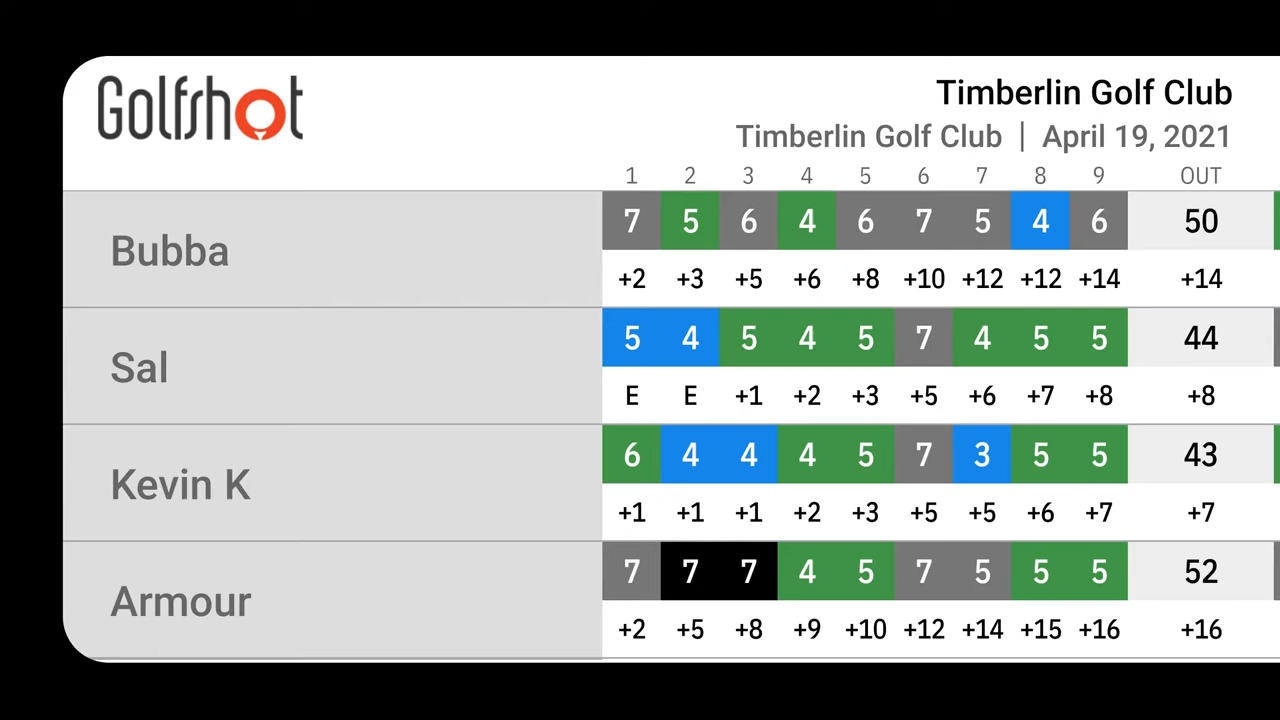 Golfshot
Timberlin Golf Club
Timberlin Golf Club | April 19, 2021
1 2 3 4 5 6 7 8 9 OUT
Bubba
7 5 6 4 6 7 5 4 6 50
+2 +3 +5 +6 +8 +10 +12 +12 +14 +14
Sal
5 4 5 4 5 7 4 5 5 44
E E +1 +2 +3 +5 +6 +7 +8 +8
Kevin K
6 4 4 4 5 7 3 5 5 43
+1 +1 +1 +2 +3 +5 +5 +6 +7 +7
Armour
7 7 7 4 5 7 5 5 5 52
+2 +5 +8 +9 +10 +12 +14 +15 +16 +16